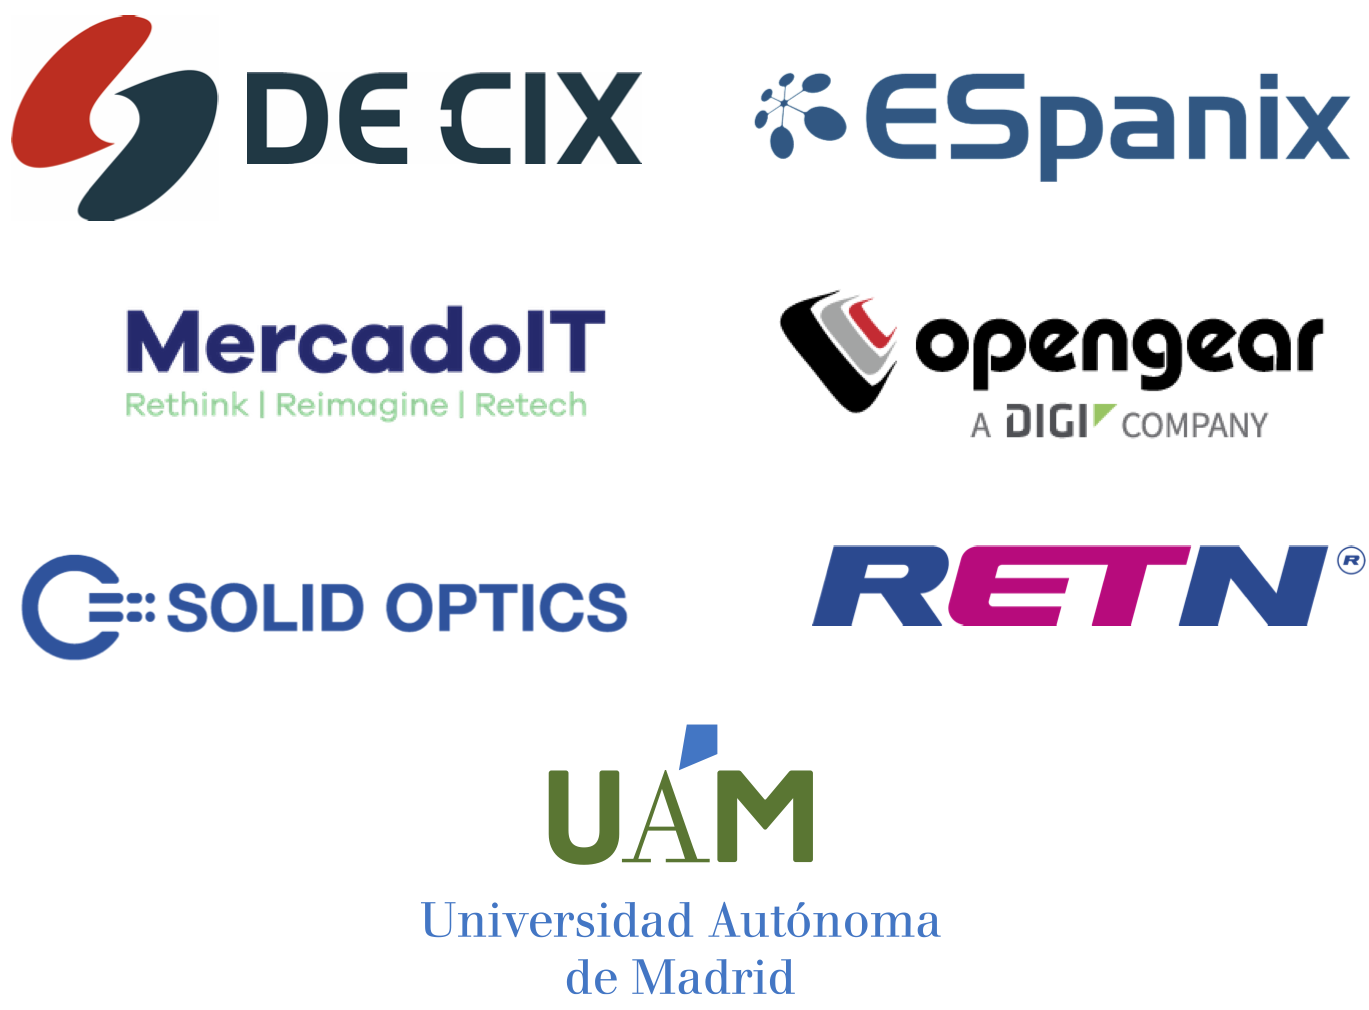 DE CIX
ESpanix
MercadoIT
Rethink | Reimagine | Retech
opengear
A DIGI COMPANY
SOLID OPTICS
RETN ®
UAM
Universidad Autónoma
de Madrid